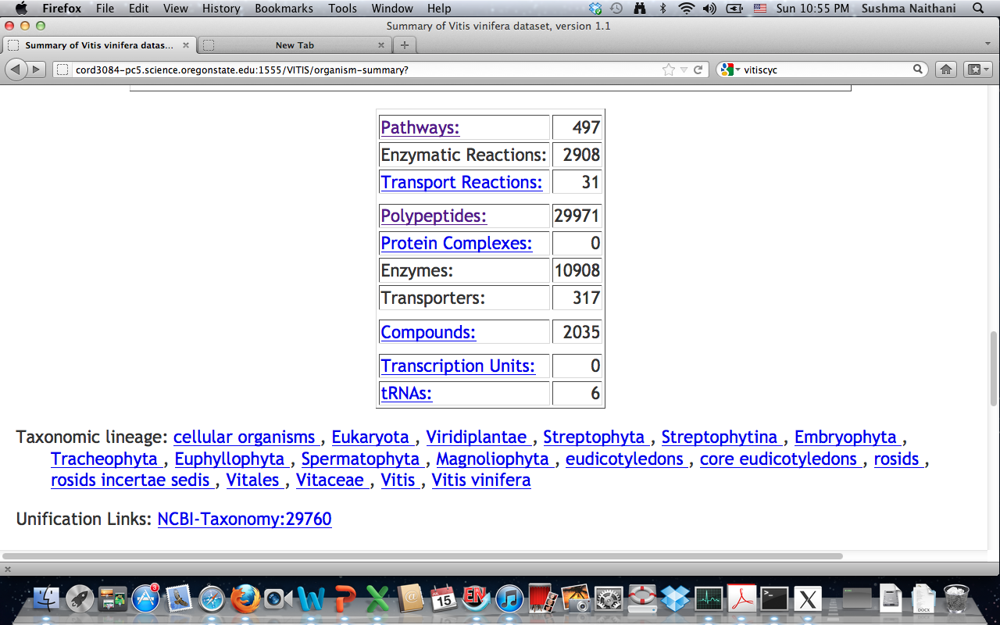 Firefox File Edit View History Bookmarks Tools Window Help Sun 10:55 PM Sushma Naithani
Summary of Vitis vinifera dataset, version 1.1
Summary of Vitis vinifera datas... New Tab
cord3084-pc5.science.oregonstate.edu:1555/VITIS/organism-summary? vitiscyc
Pathways: 497
Enzymatic Reactions: 2908
Transport Reactions: 31
Polypeptides: 29971
Protein Complexes: 0
Enzymes: 10908
Transporters: 317
Compounds: 2035
Transcription Units: 0
tRNAs: 6
Taxonomic lineage: cellular organisms , Eukaryota , Viridiplantae , Streptophyta , Streptophytina , Embryophyta ,
Tracheophyta , Euphyllophyta , Spermatophyta , Magnoliophyta , eudicotyledons , core eudicotyledons , rosids ,
rosids incertae sedis , Vitales , Vitaceae , Vitis , Vitis vinifera
Unification Links: NCBI-Taxonomy:29760
3 W P X 15 EN X
DOCX